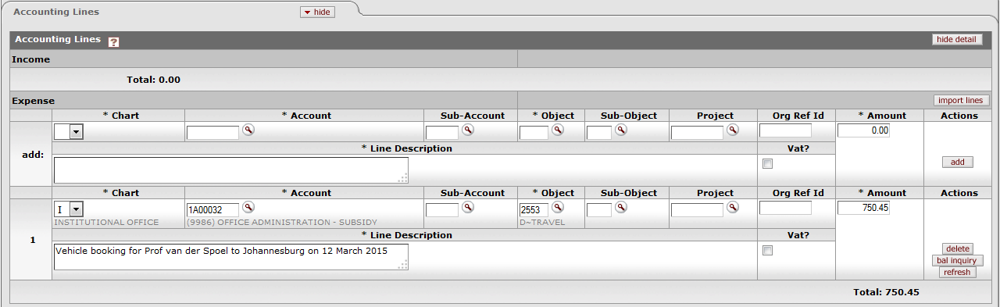 Accounting Lines hide
Accounting Lines ? hide detail
Income
Total: 0.00
Expense import lines
* Chart * Account Sub-Account * Object Sub-Object Project Org Ref Id * Amount Actions
0.00
* Line Description Vat?
add: add
* Chart * Account Sub-Account * Object Sub-Object Project Org Ref Id * Amount Actions
I 1A00032 2553 750.45
INSTITUTIONAL OFFICE (9986) OFFICE ADMINISTRATION - SUBSIDY D~TRAVEL
1 * Line Description Vat?
Vehicle booking for Prof van der Spoel to Johannesburg on 12 March 2015 delete
bal inquiry
refresh
Total: 750.45